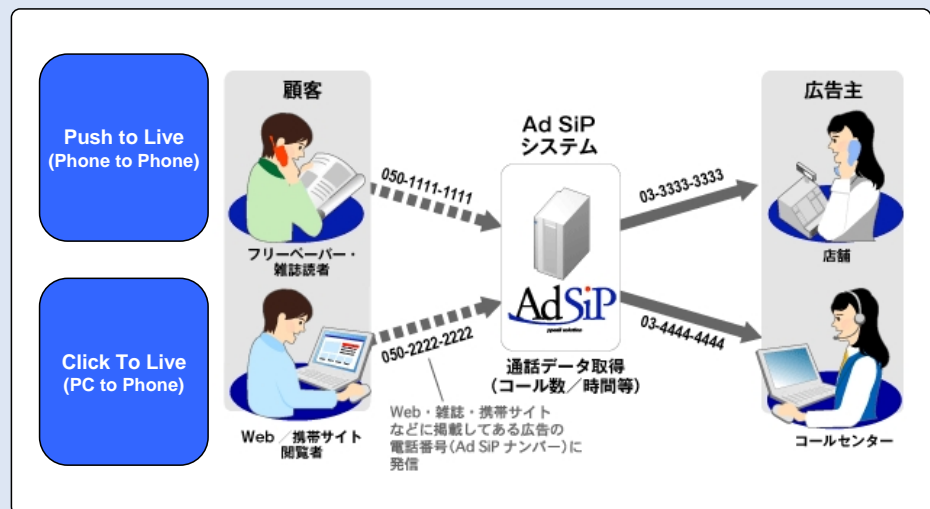 Push to Live
(Phone to Phone)
Click To Live
(PC to Phone)
顧客
フリーペーパー・
雑誌読者
Web／携帯サイト
閲覧者
050-1111-1111
050-2222-2222
Web・雑誌・携帯サイト
などに掲載してある広告の
電話番号(Ad SiP ナンバー)に
発信
Ad SiP
システム
AdSiP
通話データ取得
(コール数／時間等)
03-3333-3333
03-4444-4444
広告主
店舗
コールセンター